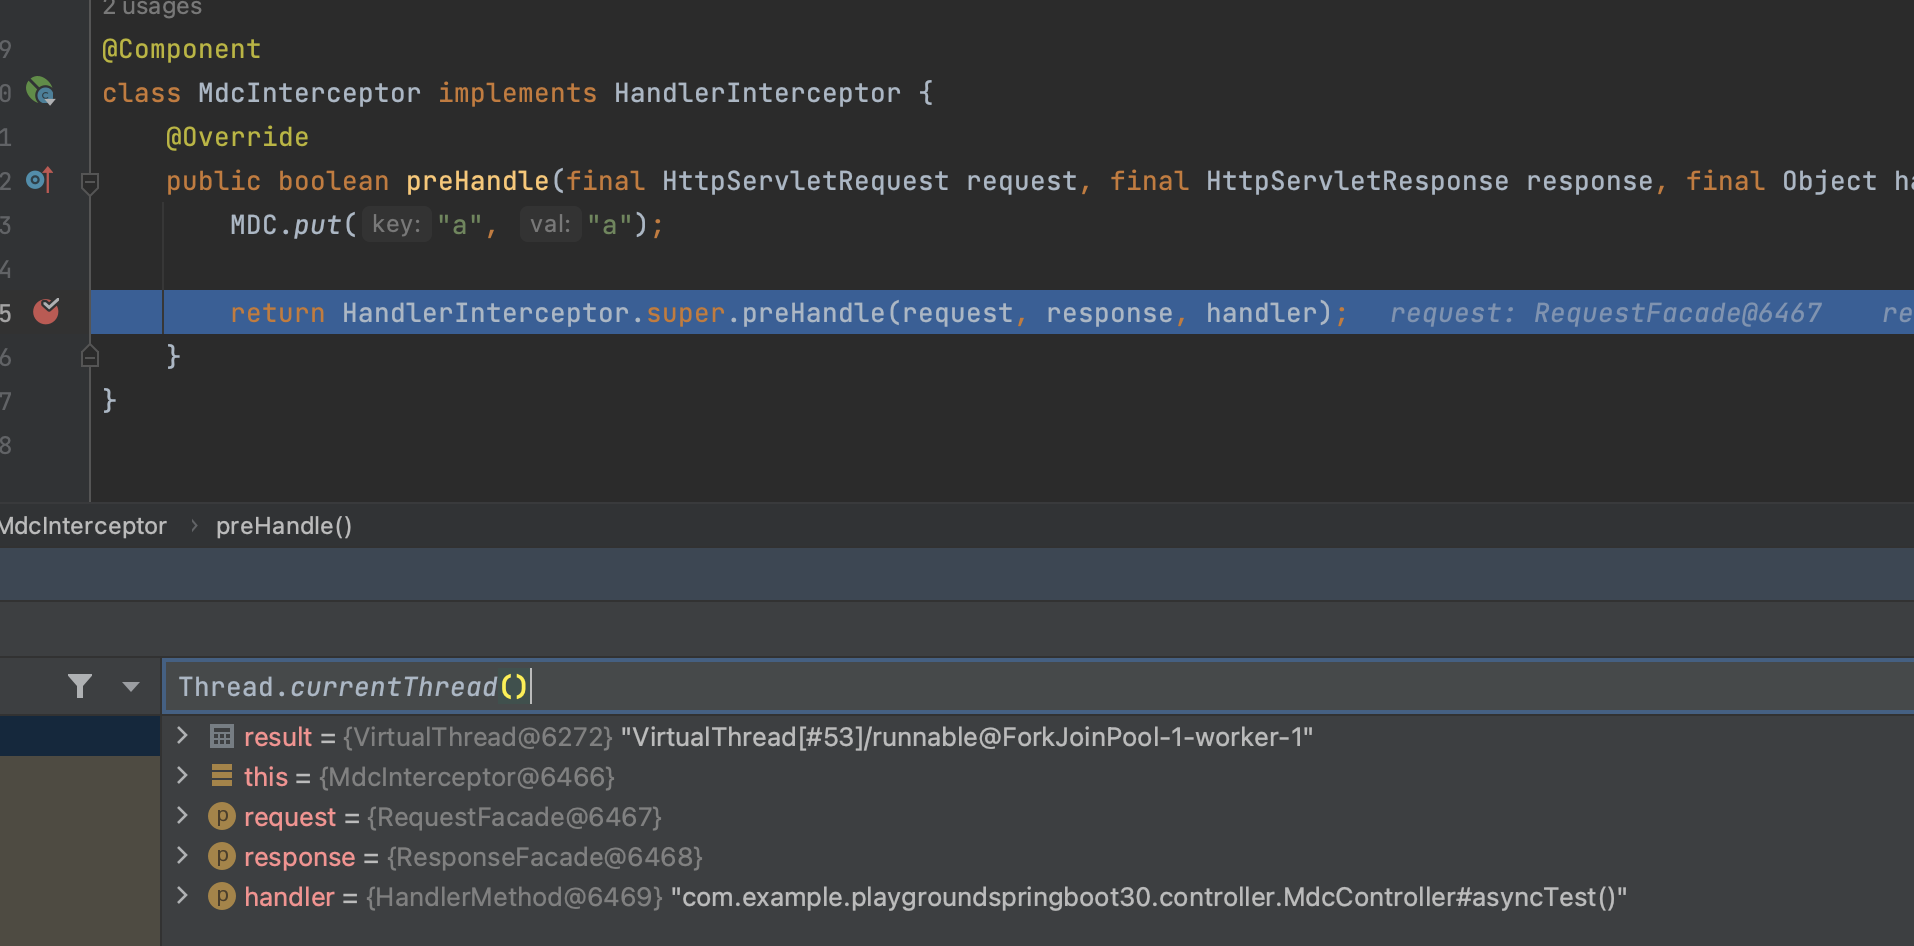 2 usages
9 @Component
0 class MdcInterceptor implements HandlerInterceptor {
1 @Override
2 public boolean preHandle(final HttpServletRequest request, final HttpServletResponse response, final Object ha
3 MDC.put( key: "a", val: "a");
4
5 return HandlerInterceptor.super.preHandle(request, response, handler); request: RequestFacade@6467 re
6 }
7 }
8
MdcInterceptor › preHandle()
Thread.currentThread()
result = {VirtualThread@6272} "VirtualThread[#53]/runnable@ForkJoinPool-1-worker-1"
this = {MdcInterceptor@6466}
p request = {RequestFacade@6467}
p response = {ResponseFacade@6468}
p handler = {HandlerMethod@6469} "com.example.playgroundspringboot30.controller.MdcController#asyncTest()"